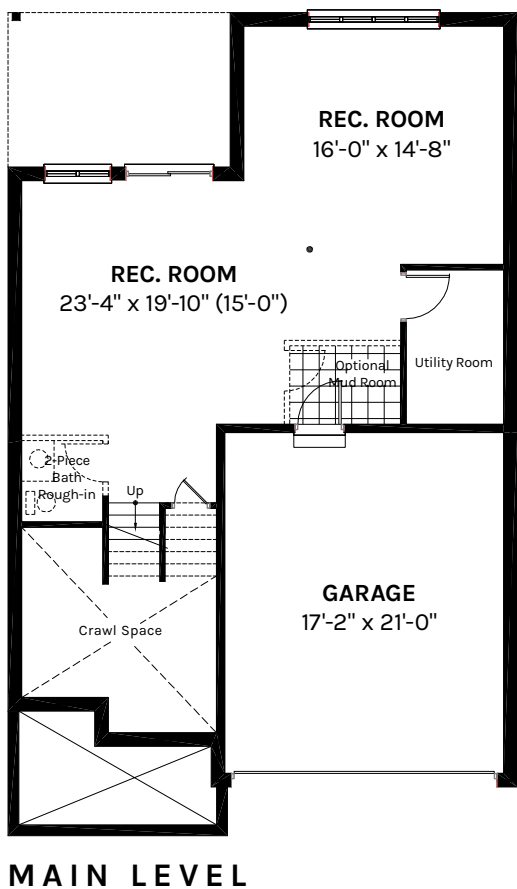 REC. ROOM
16'-0" x 14'-8"
REC. ROOM
23'-4" x 19'-10" (15'-0")
Optional
Mud Room
Utility Room
2-Piece
Bath
Rough-in
Up
GARAGE
17'-2" x 21'-0"
Crawl Space
MAIN LEVEL